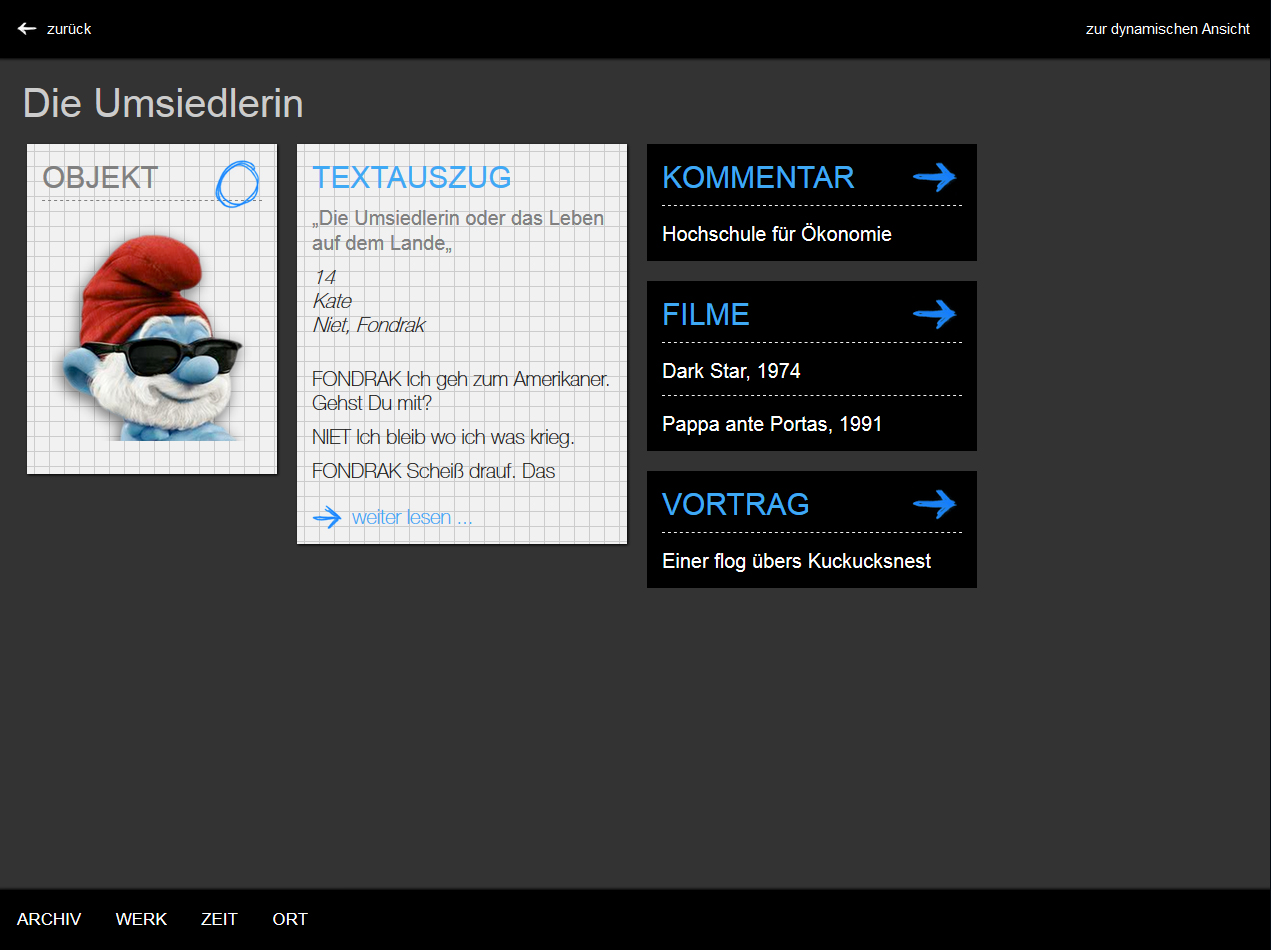 zurück
zur dynamischen Ansicht
Die Umsiedlerin
OBJEKT
TEXTAUSZUG
„Die Umsiedlerin oder das Leben
auf dem Lande„
14
Kate
Niet, Fondrak
FONDRAK Ich geh zum Amerikaner.
Gehst Du mit?
NIET Ich bleib wo ich was krieg.
FONDRAK Scheiß drauf. Das
weiter lesen ...
KOMMENTAR
Hochschule für Ökonomie
FILME
Dark Star, 1974
Pappa ante Portas, 1991
VORTRAG
Einer flog übers Kuckucksnest
ARCHIV WERK ZEIT ORT